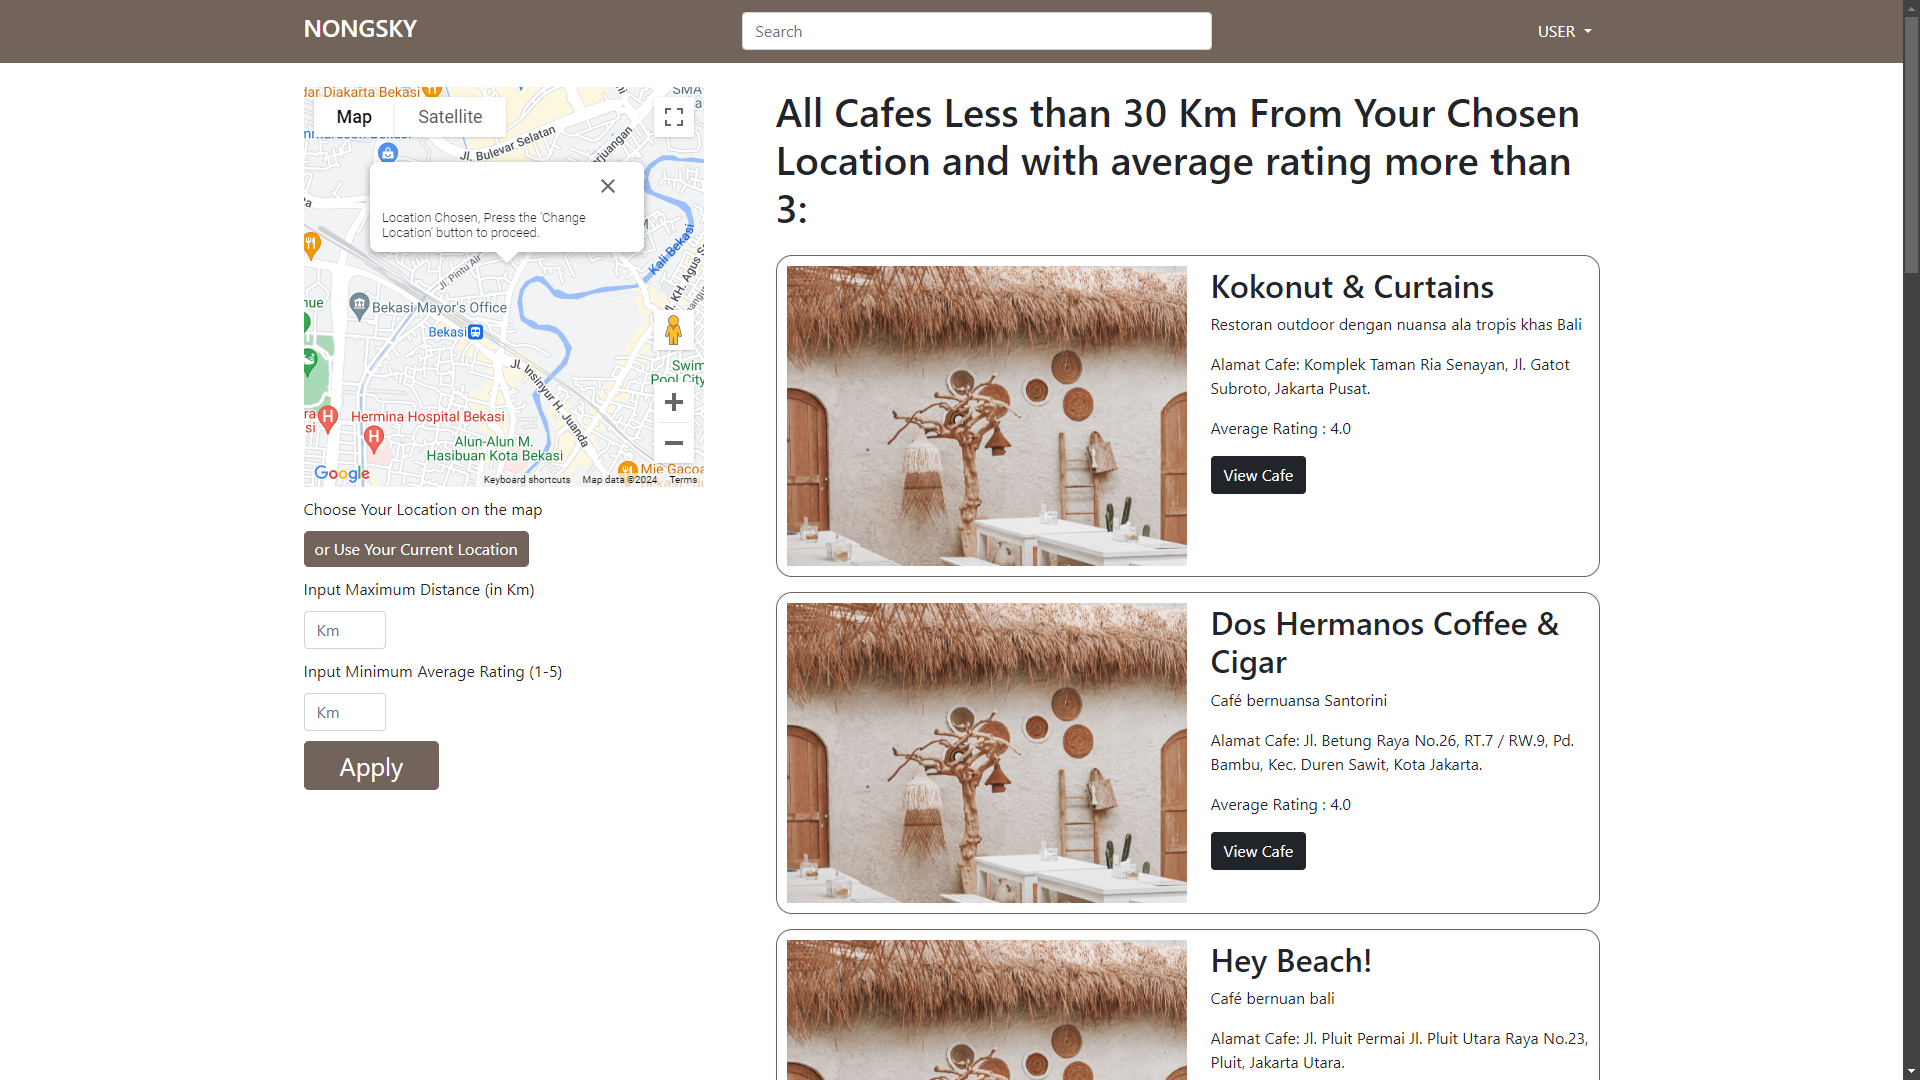 NONGSKY
Search
USER
Map
Satellite
Jl. Bulevar Selatan
Location Chosen, Press the 'Change
Location' button to proceed.
Kali Bekasi
Jl. Pintu Air
Bekasi Mayor's Office
Bekasi
Jl. Insinyur H. Juanda
Swim
Pool City
Hermina Hospital Bekasi
Alun-Alun M.
Hasibuan Kota Bekasi
Mie Gacoa
Google
Keyboard shortcuts
Map data ©2024
Terms
Choose Your Location on the map
or Use Your Current Location
Input Maximum Distance (in Km)
Km
Input Minimum Average Rating (1-5)
Km
Apply
All Cafes Less than 30 Km From Your Chosen
Location and with average rating more than
3:
Kokonut & Curtains
Restoran outdoor dengan nuansa ala tropis khas Bali
Alamat Cafe: Komplek Taman Ria Senayan, Jl. Gatot
Subroto, Jakarta Pusat.
Average Rating : 4.0
View Cafe
Dos Hermanos Coffee &
Cigar
Café bernuansa Santorini
Alamat Cafe: Jl. Betung Raya No.26, RT.7 / RW.9, Pd.
Bambu, Kec. Duren Sawit, Kota Jakarta.
Average Rating : 4.0
View Cafe
Hey Beach!
Café bernuan bali
Alamat Cafe: Jl. Pluit Permai Jl. Pluit Utara Raya No.23,
Pluit, Jakarta Utara.